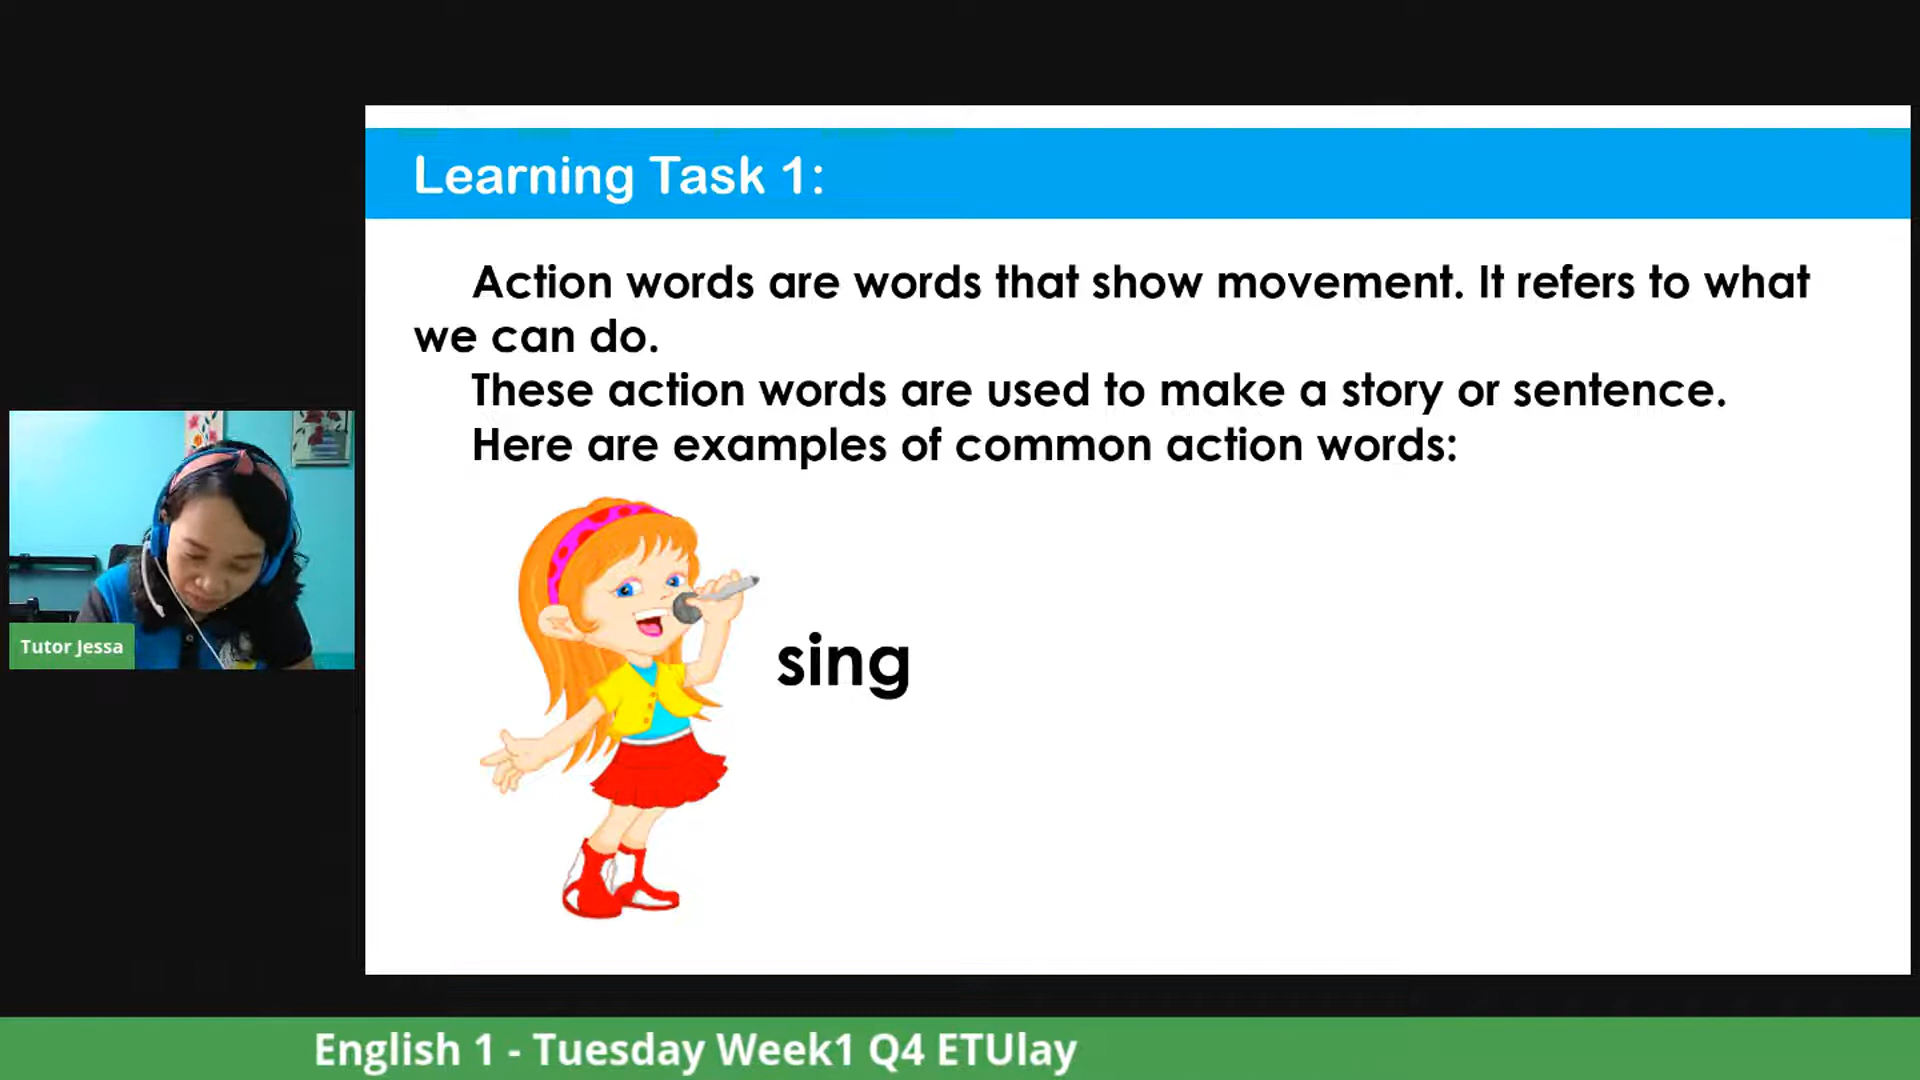 Learning Task 1:
Action words are words that show movement. It refers to what
we can do.
These action words are used to make a story or sentence.
Here are examples of common action words:
sing
Tutor Jessa
English 1 - Tuesday Week1 Q4 ETUlay